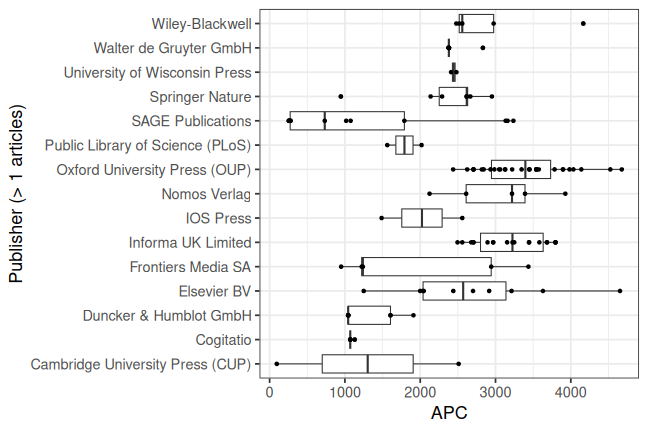 Publisher (> 1 articles)
Wiley-Blackwell
Walter de Gruyter GmbH
University of Wisconsin Press
Springer Nature
SAGE Publications
Public Library of Science (PLoS)
Oxford University Press (OUP)
Nomos Verlag
IOS Press
Informa UK Limited
Frontiers Media SA
Elsevier BV
Duncker & Humblot GmbH
Cogitatio
Cambridge University Press (CUP)
0 1000 2000 3000 4000
APC